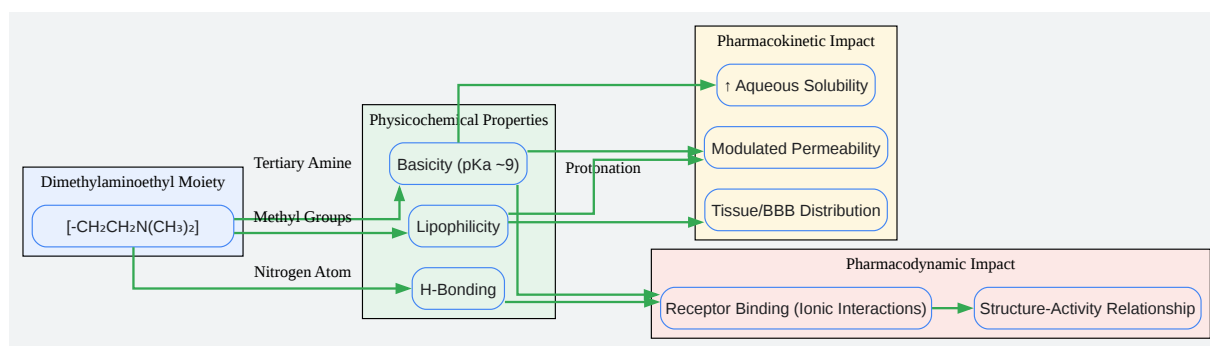 Dimethylaminoethyl Moiety
[-CH₂CH₂N(CH₃)₂]
Tertiary Amine
Methyl Groups
Nitrogen Atom
Physicochemical Properties
Basicity (pKa ~9)
Lipophilicity
H-Bonding
Protonation
Pharmacokinetic Impact
↑ Aqueous Solubility
Modulated Permeability
Tissue/BBB Distribution
Pharmacodynamic Impact
Receptor Binding (Ionic Interactions)
Structure-Activity Relationship